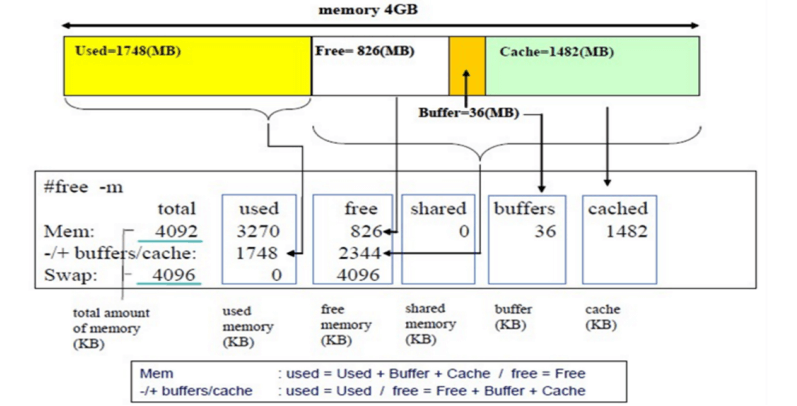 memory 4GB
Used=1748(MB)
Free= 826(MB)
Cache=1482(MB)
Buffer=36(MB)
#free -m
total used free shared buffers cached
Mem: 4092 3270 826 0 36 1482
-/+ buffers/cache: 1748 2344
Swap: 4096 0 4096
total amount
of memory
(KB)
used
memory
(KB)
free
memory
(KB)
shared
memory
(KB)
buffer
(KB)
cache
(KB)
Mem : used = Used + Buffer + Cache / free = Free
-/+ buffers/cache : used = Used / free = Free + Buffer + Cache